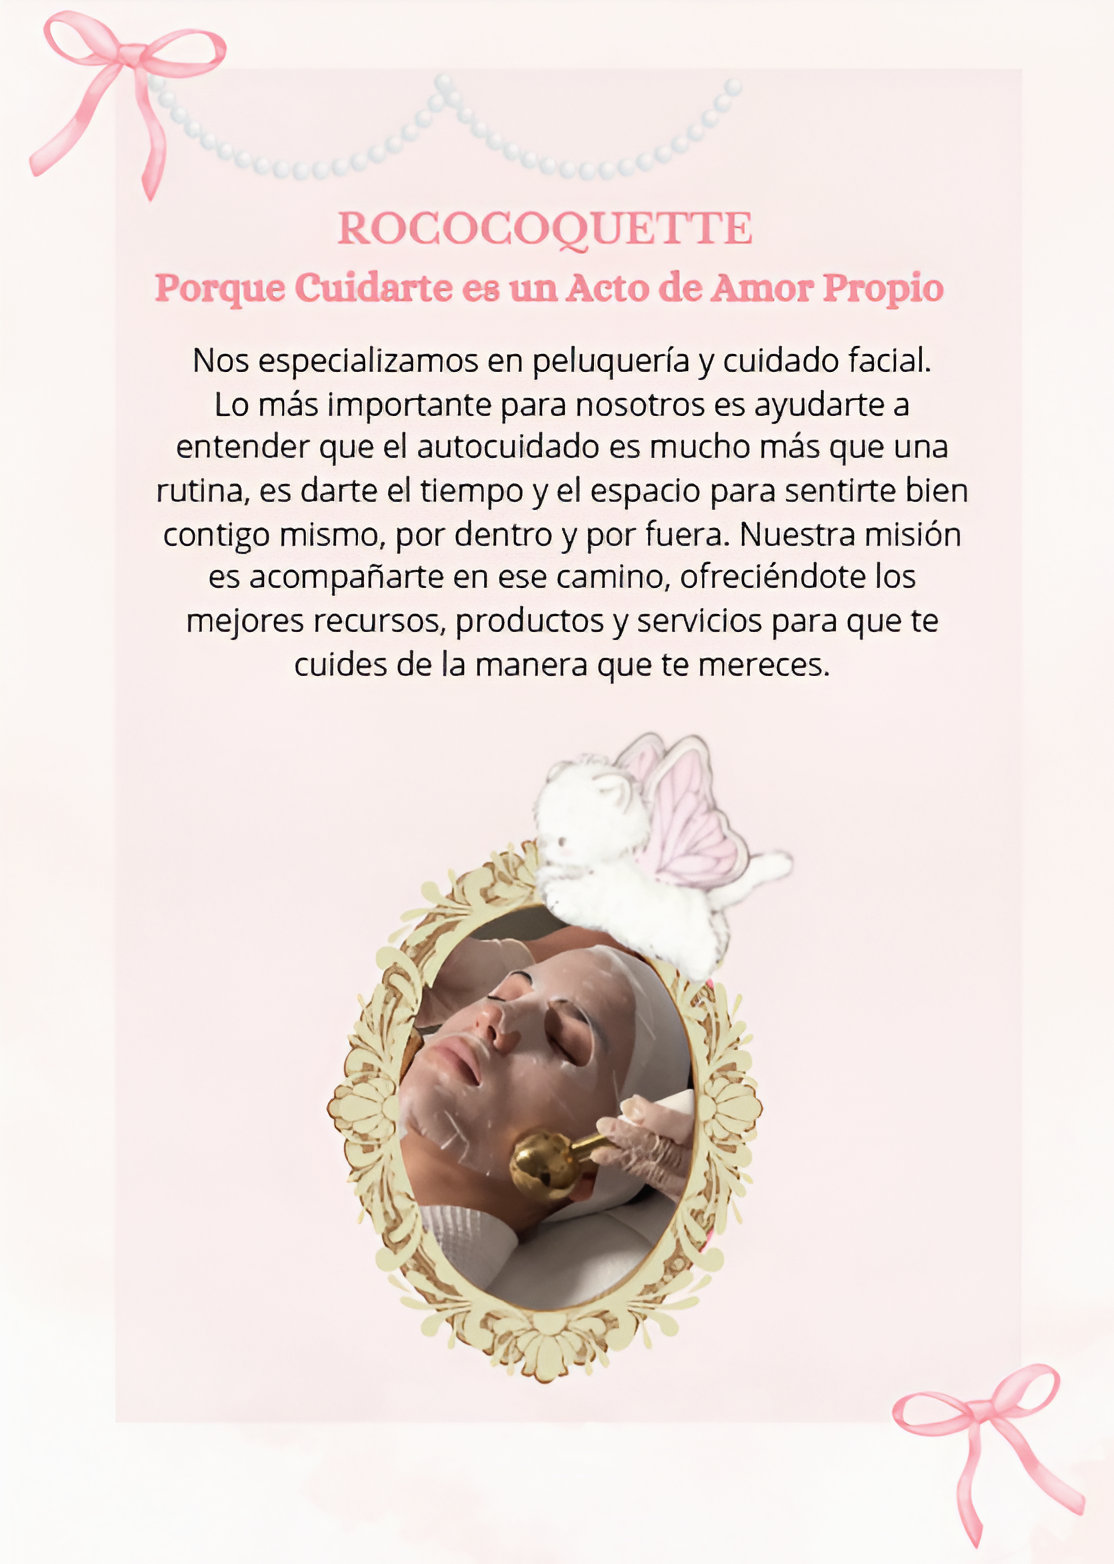 ROCOCOQUETTE
Porque Cuidarte es un Acto de Amor Propio
Nos especializamos en peluquería y cuidado facial.
Lo más importante para nosotros es ayudarte a
entender que el autocuidado es mucho más que una
rutina, es darte el tiempo y el espacio para sentirte bien
contigo mismo, por dentro y por fuera. Nuestra misión
es acompañarte en ese camino, ofreciéndote los
mejores recursos, productos y servicios para que te
cuides de la manera que te mereces.